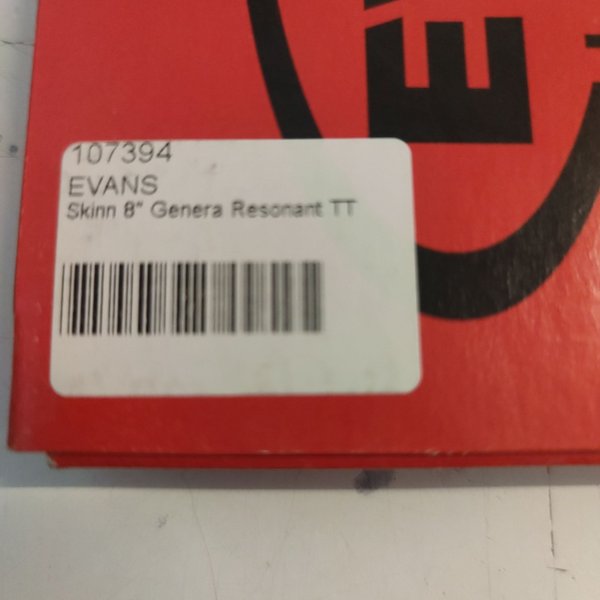 107394
EVANS
Skinn 8" Genera Resonant TT
E